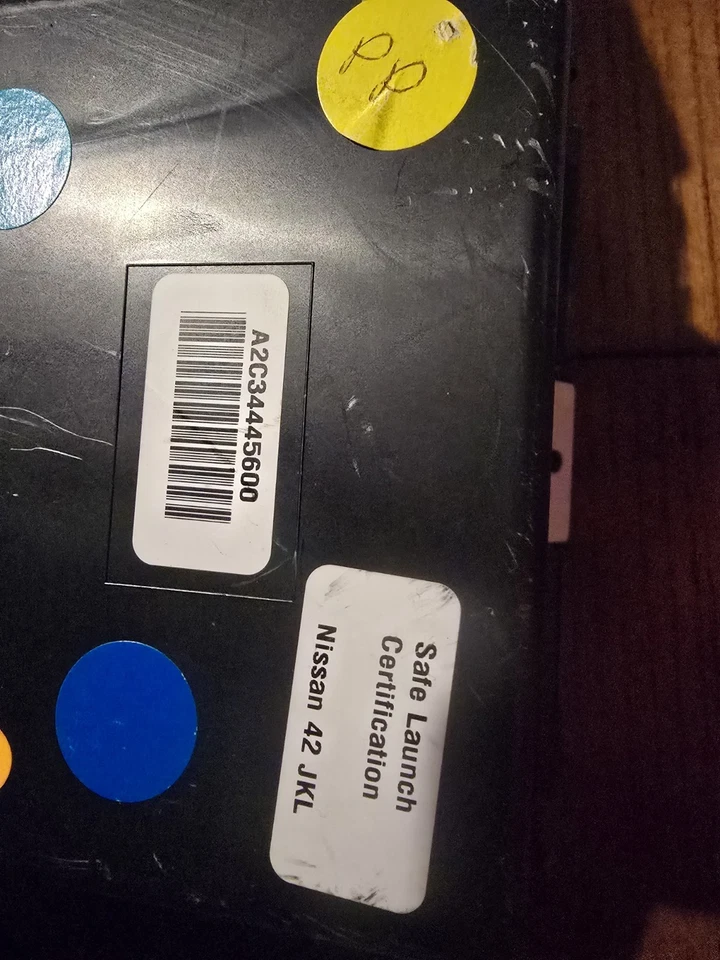 PP
A2C34445600
Safe Launch
Certification
Nissan 42 JKL